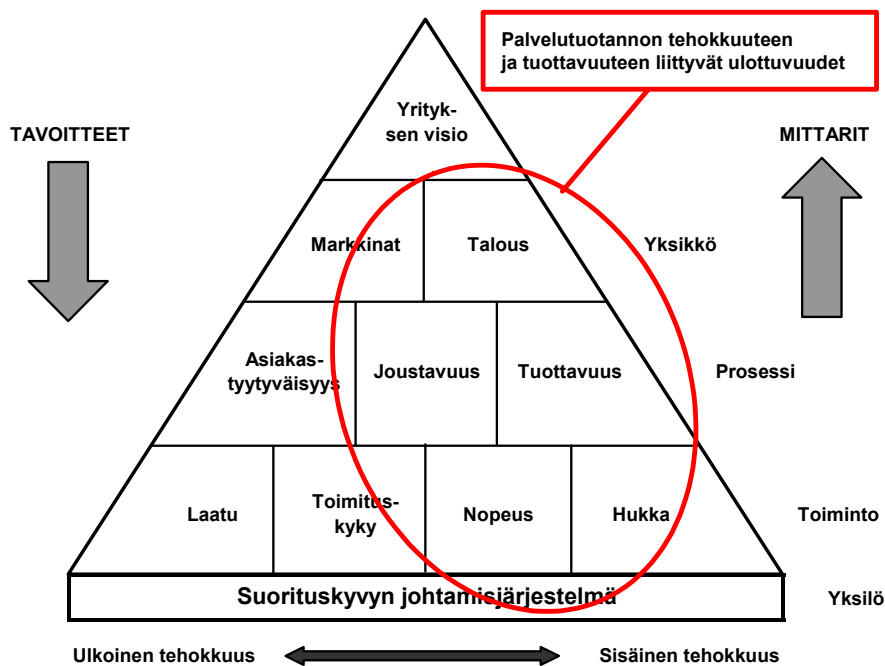 Palvelutuotannon tehokkuuteen
ja tuottavuuteen liittyvät ulottuvuudet
TAVOITTEET
MITTARIT
Yrityk-
sen visio
Markkinat
Talous
Yksikkö
Asiakas-
tyytyväisyys
Joustavuus
Tuottavuus
Prosessi
Laatu
Toimitus-
kyky
Nopeus
Hukka
Toiminto
Suorituskyvyn johtamisjärjestelmä
Yksilö
Ulkoinen tehokkuus
Sisäinen tehokkuus